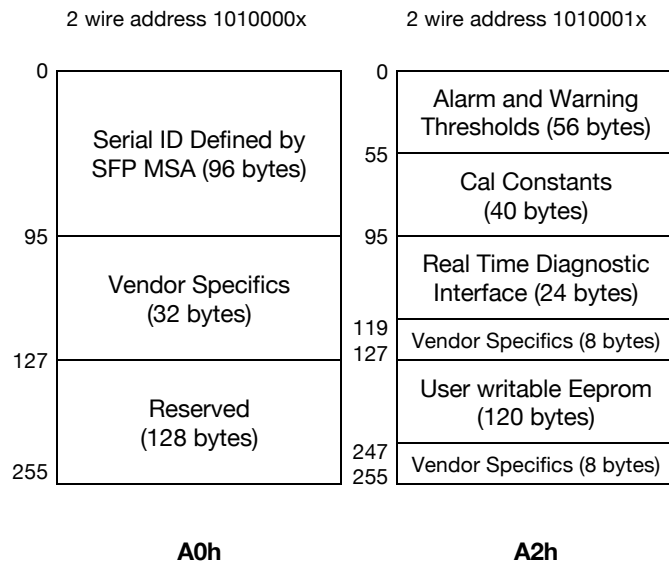 2 wire address 1010000x
0
Serial ID Defined by
SFP MSA (96 bytes)
95
Vendor Specifics
(32 bytes)
127
Reserved
(128 bytes)
255
A0h
2 wire address 1010001x
0
Alarm and Warning
Thresholds (56 bytes)
55
Cal Constants
(40 bytes)
95
Real Time Diagnostic
Interface (24 bytes)
119
Vendor Specifics (8 bytes)
127
User writable Eeprom
(120 bytes)
247
Vendor Specifics (8 bytes)
255
A2h